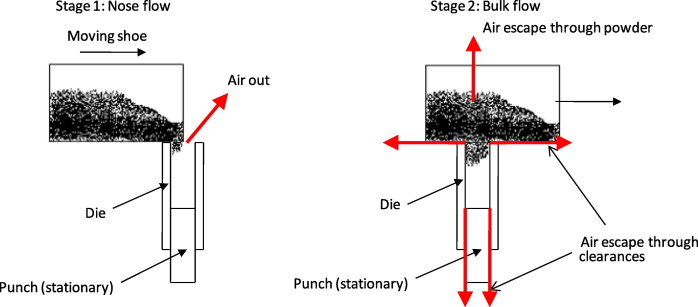 Stage 1: Nose flow
Moving shoe
Air out
Die
Punch (stationary)
Stage 2: Bulk flow
Air escape through powder
Die
Punch (stationary)
Air escape through
clearances